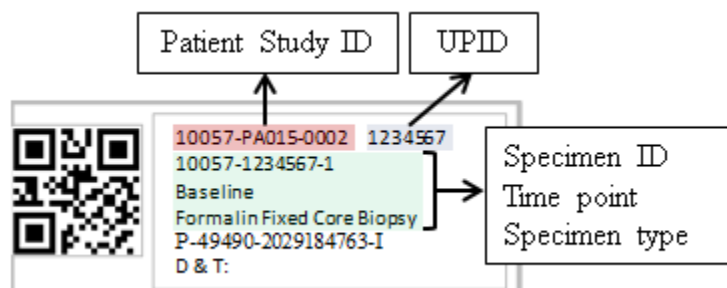 Patient Study ID
UPID
10057-PA015-0002 1234567
10057-1234567-1
Baseline
Formalin Fixed Core Biopsy
P-49490-2029184763-I
D & T:
Specimen ID
Time point
Specimen type